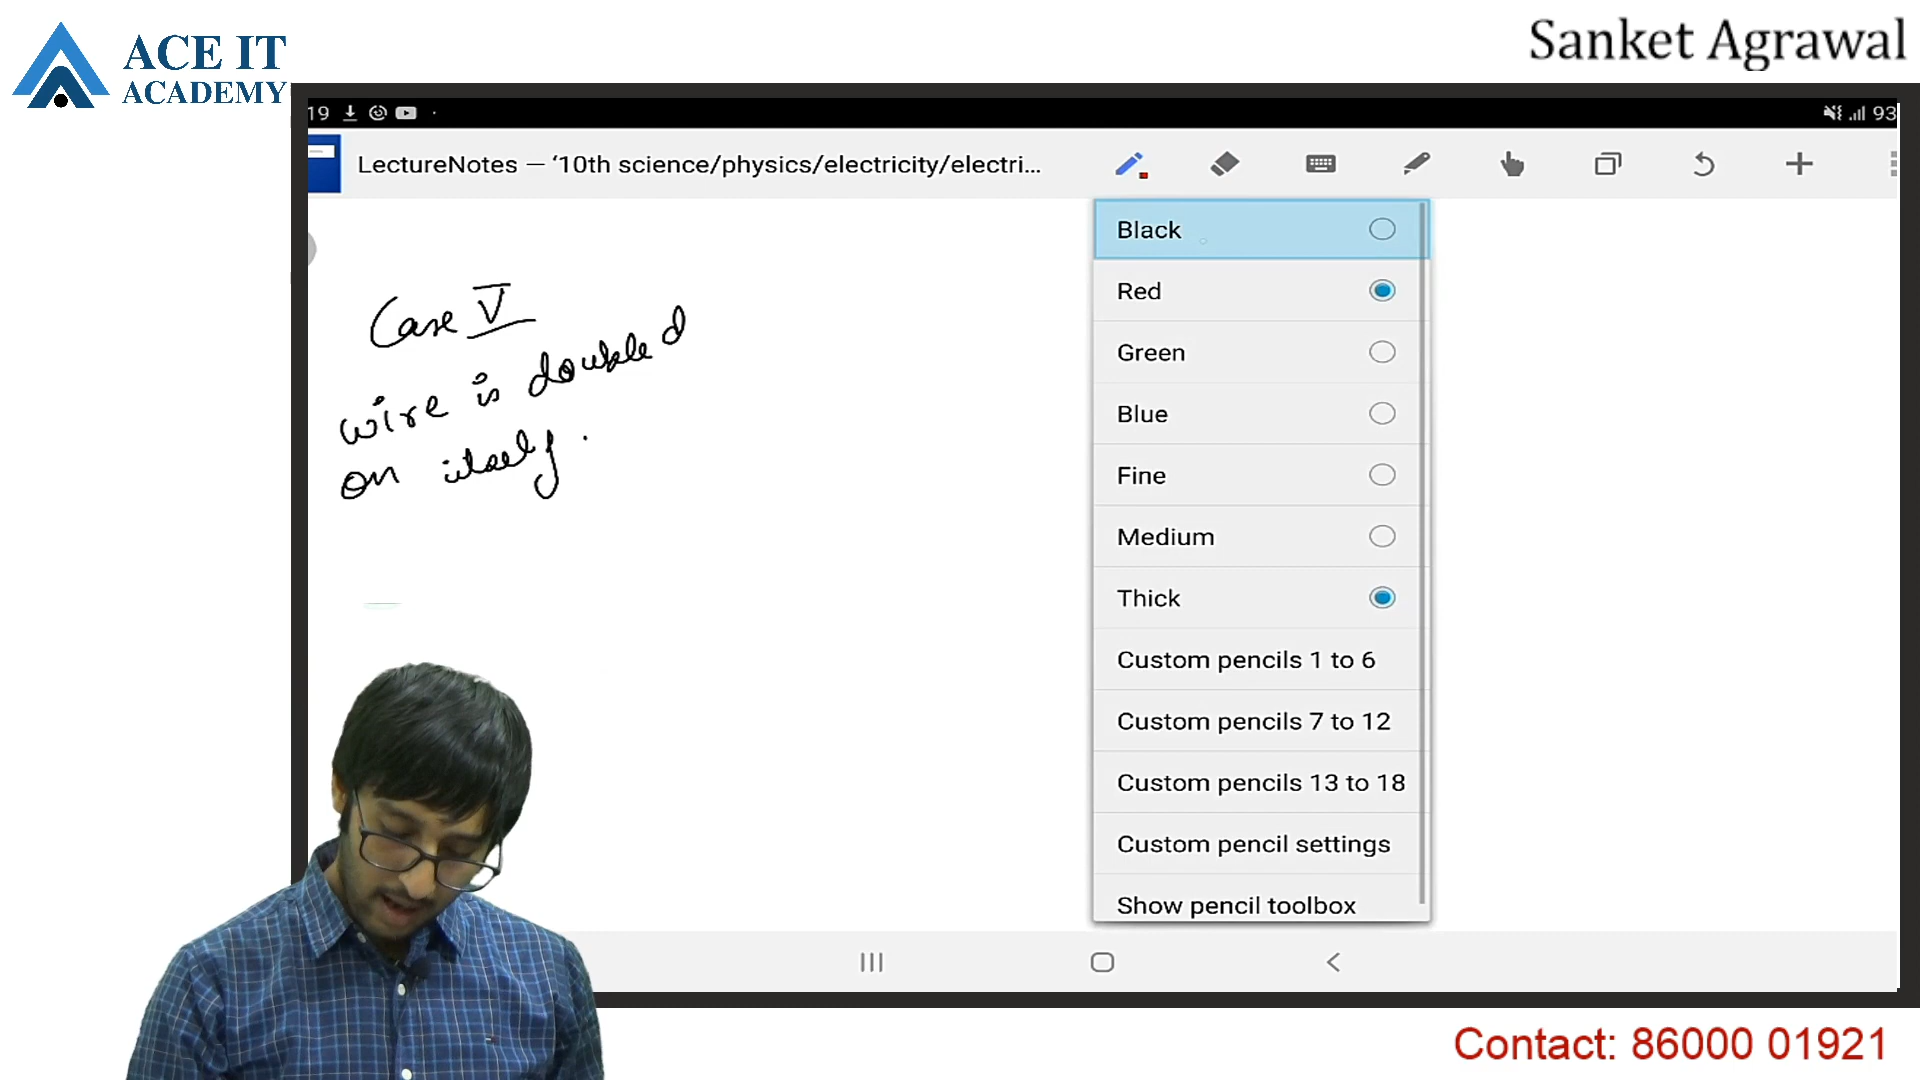 ACE IT
ACADEMY
Sanket Agrawal
19
93
LectureNotes — ‘10th science/physics/electricity/electri...
Case V
wire is doubled
on itself.
Black
Red
Green
Blue
Fine
Medium
Thick
Custom pencils 1 to 6
Custom pencils 7 to 12
Custom pencils 13 to 18
Custom pencil settings
Show pencil toolbox
Contact: 86000 01921